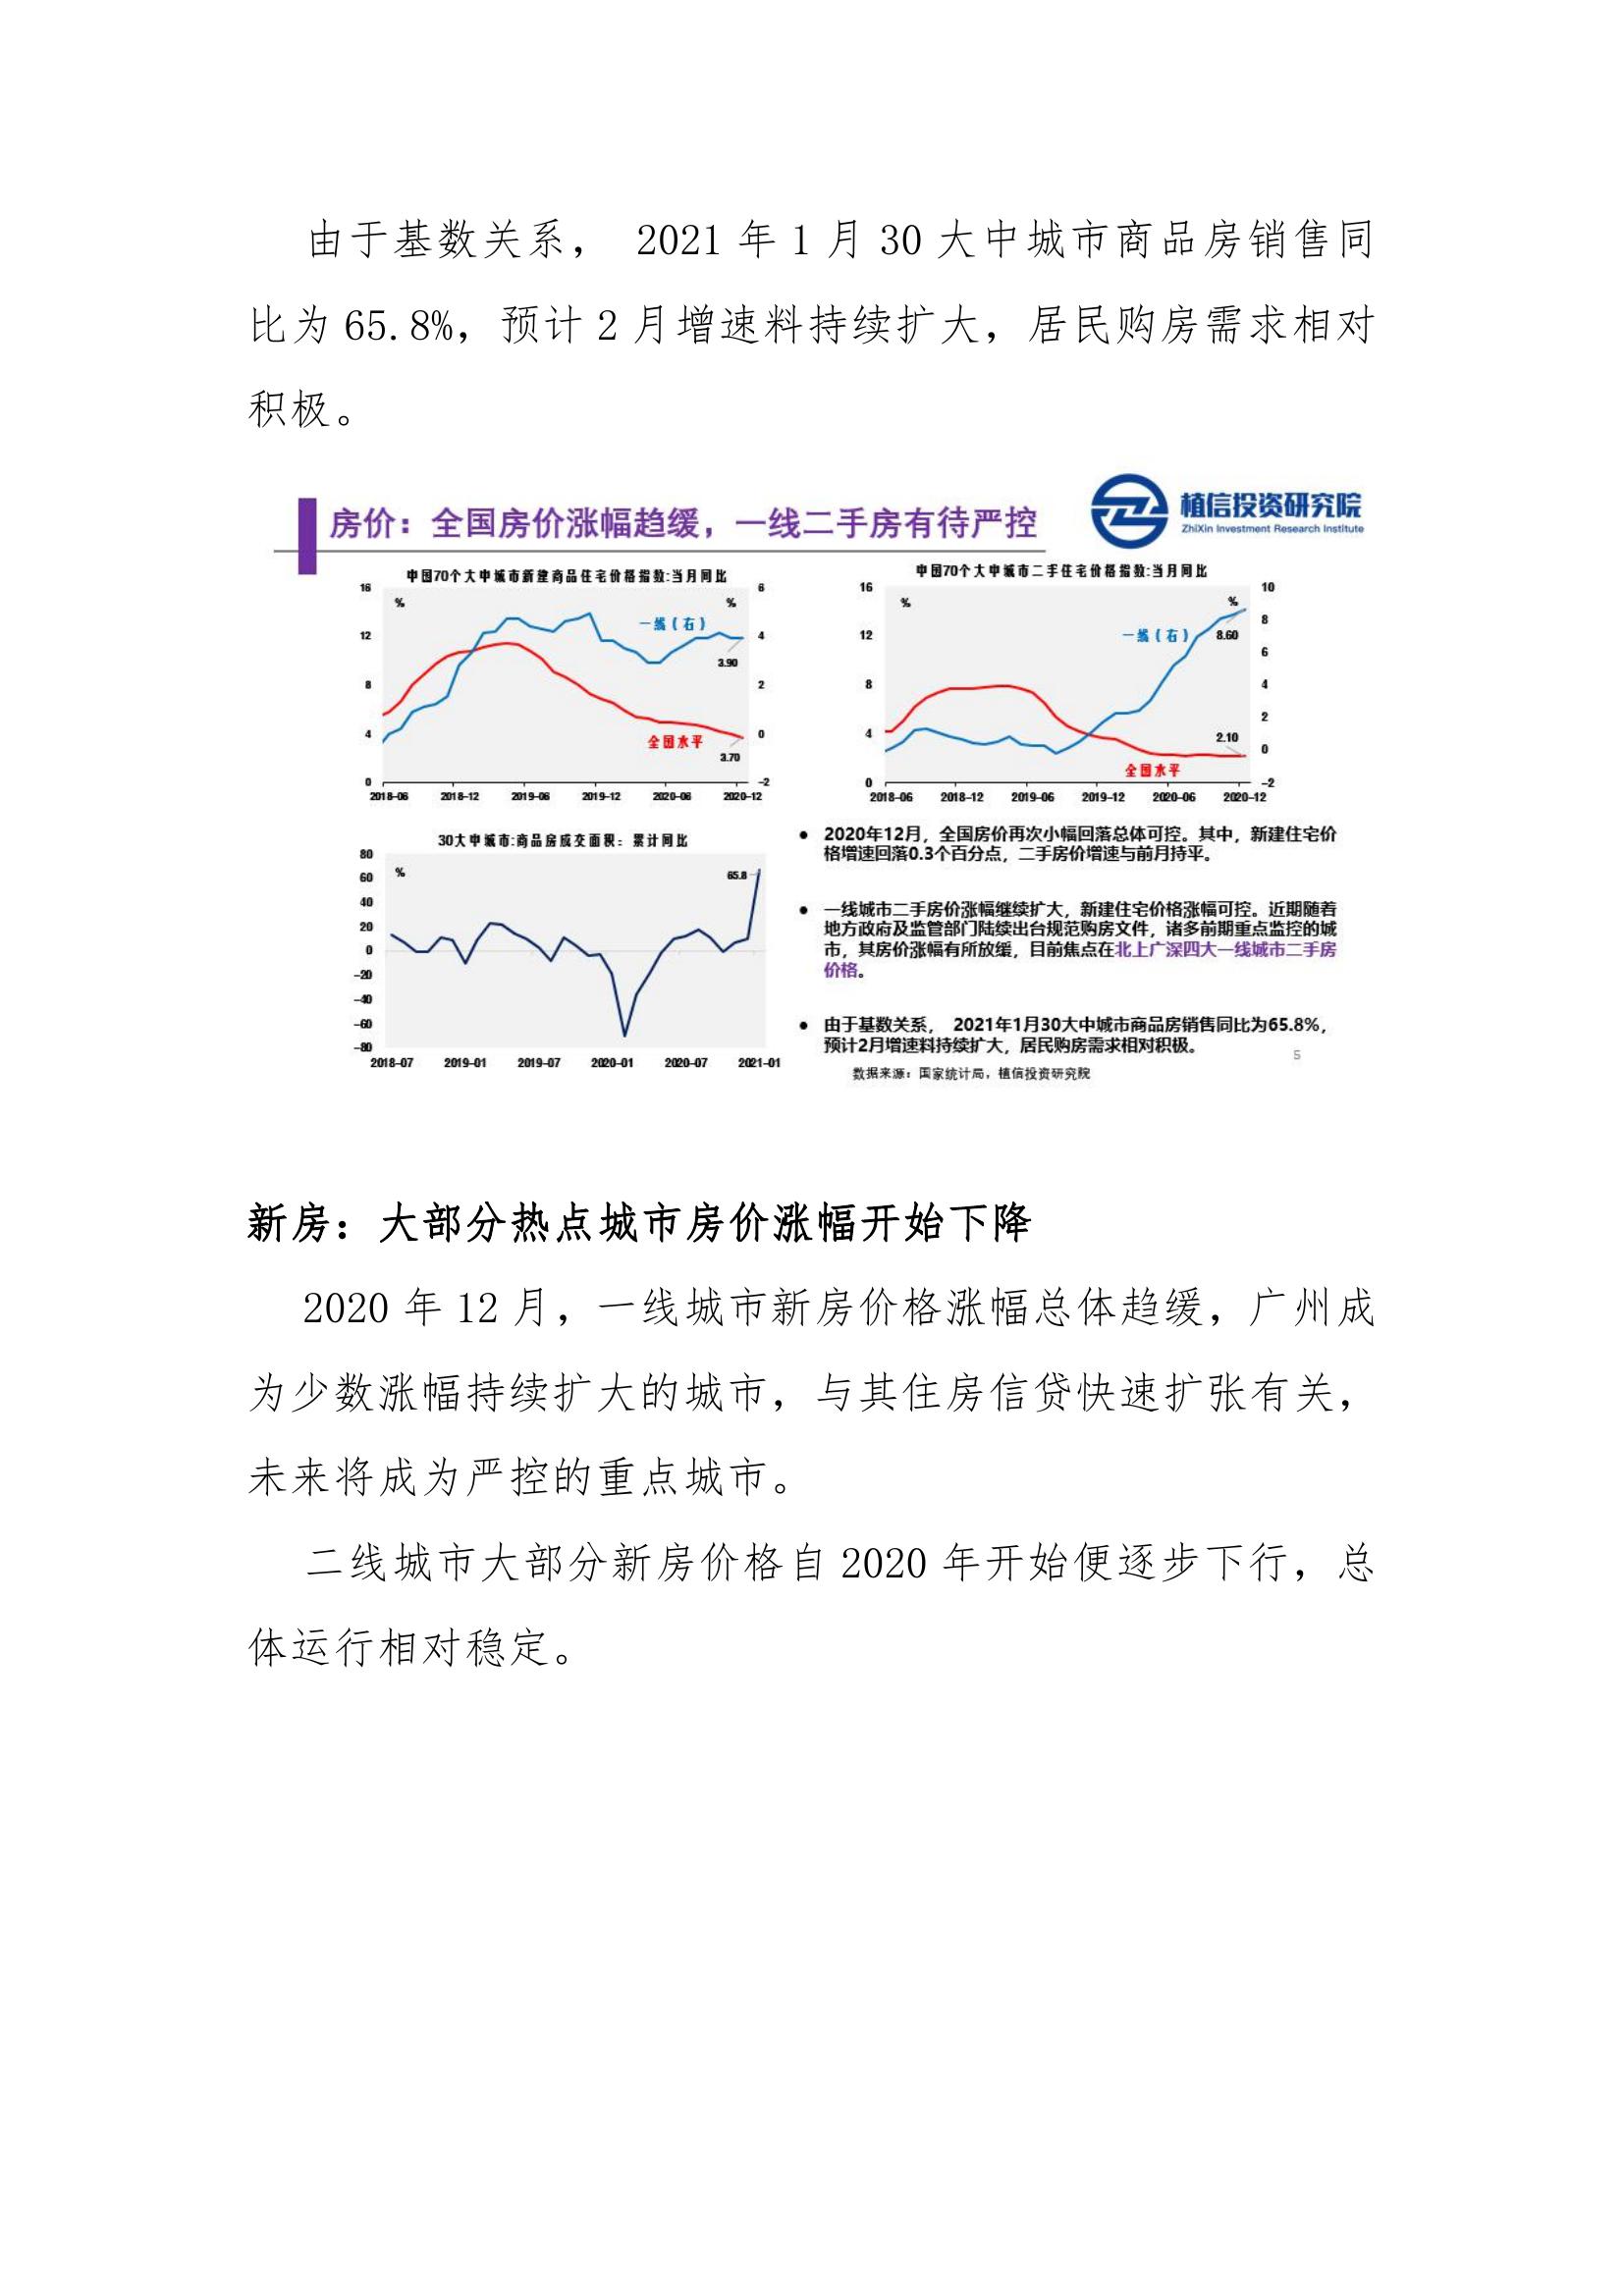 由于基数关系， 2021 年 1 月 30 大中城市商品房销售同
比为 65.8%，预计 2 月增速料持续扩大，居民购房需求相对
积极。
房价：全国房价涨幅趋缓，一线二手房有待严控
植信投资研究院
ZhiXin Investment Research Institute
中国70个大中城市新建商品住宅价格指数:当月同比
16
12
8
4
0
%
%
6
4
2
0
-2
一线（右）
3.90
全国水平
3.70
2018-06 2018-12 2019-06 2019-12 2020-06 2020-12
中国70个大中城市二手住宅价格指数:当月同比
16
12
8
4
0
%
%
10
8
6
4
2
0
-2
一线（右）
8.60
2.10
全国水平
2018-06 2018-12 2019-06 2019-12 2020-06 2020-12
30大中城市:商品房成交面积：累计同比
80
60
40
20
0
-20
-40
-60
-80
%
65.8
2018-07 2019-01 2019-07 2020-01 2020-07 2021-01
● 2020年12月，全国房价再次小幅回落总体可控。其中，新建住宅价
格增速回落0.3个百分点，二手房价增速与前月持平。
● 一线城市二手房价涨幅继续扩大，新建住宅价格涨幅可控。近期随着
地方政府及监管部门陆续出台规范购房文件，诸多前期重点监控的城
市，其房价涨幅有所放缓，目前焦点在北上广深四大一线城市二手房
价格。
● 由于基数关系， 2021年1月30大中城市商品房销售同比为65.8%，
预计2月增速料持续扩大，居民购房需求相对积极。
5
数据来源：国家统计局，植信投资研究院
新房：大部分热点城市房价涨幅开始下降
2020 年 12 月，一线城市新房价格涨幅总体趋缓，广州成
为少数涨幅持续扩大的城市，与其住房信贷快速扩张有关，
未来将成为严控的重点城市。
二线城市大部分新房价格自 2020 年开始便逐步下行，总
体运行相对稳定。